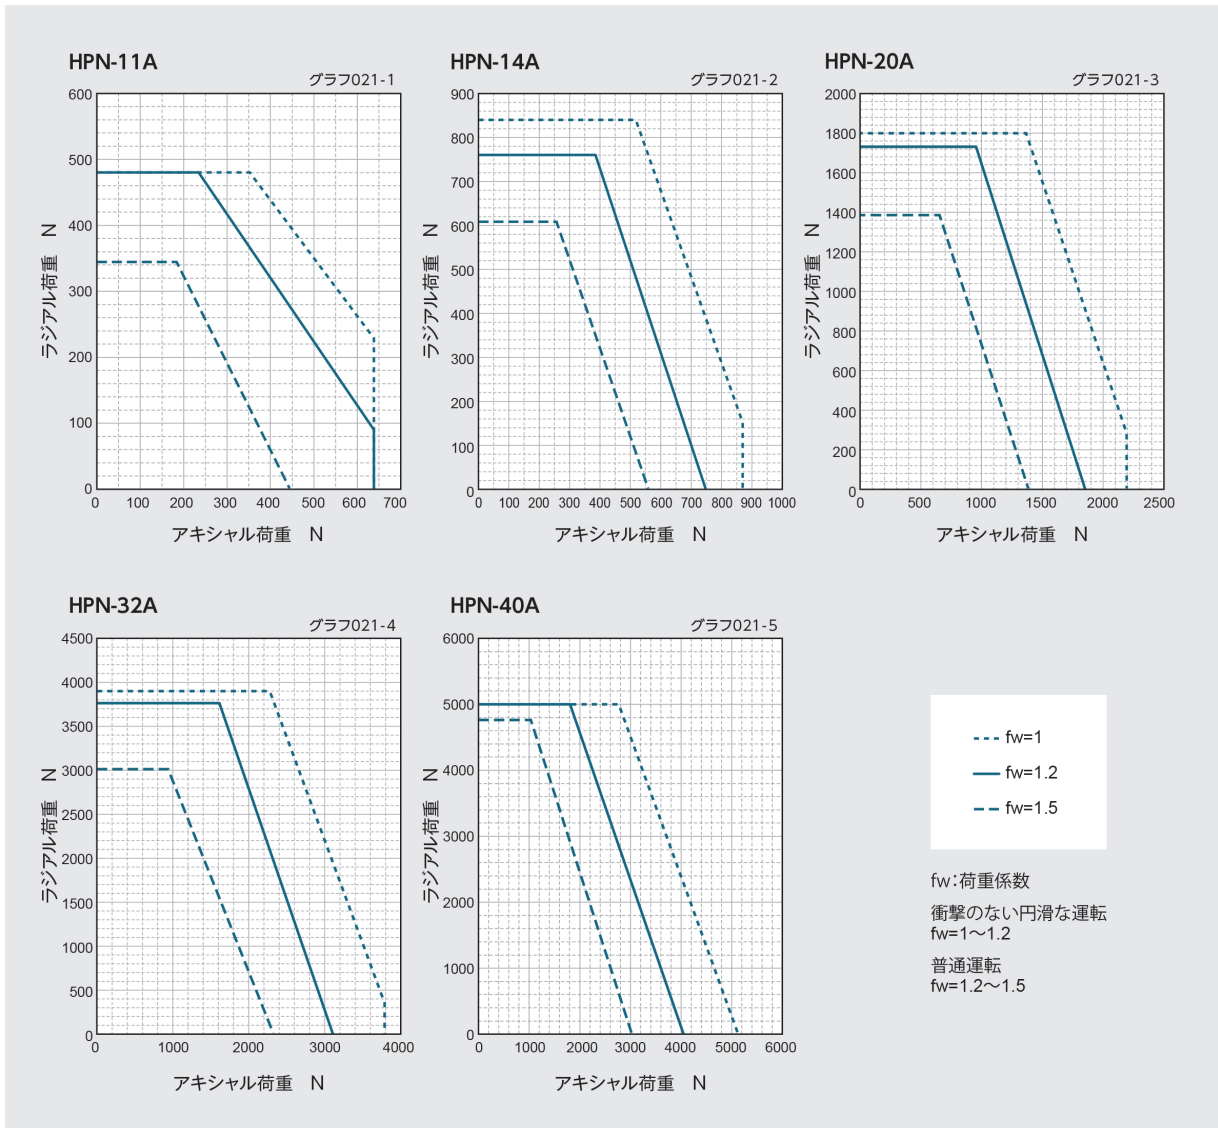 HPN-11A
グラフ021-1
600
500
400
300
200
100
0
ラジアル荷重 N
0 100 200 300 400 500 600 700
アキシャル荷重 N
HPN-14A
グラフ021-2
900
800
700
600
500
400
300
200
100
0
ラジアル荷重 N
0 100 200 300 400 500 600 700 800 900 1000
アキシャル荷重 N
HPN-20A
グラフ021-3
2000
1800
1600
1400
1200
1000
800
600
400
200
0
ラジアル荷重 N
0 500 1000 1500 2000 2500
アキシャル荷重 N
HPN-32A
グラフ021-4
4500
4000
3500
3000
2500
2000
1500
1000
500
0
ラジアル荷重 N
0 1000 2000 3000 4000
アキシャル荷重 N
HPN-40A
グラフ021-5
6000
5000
4000
3000
2000
1000
0
ラジアル荷重 N
0 1000 2000 3000 4000 5000 6000
アキシャル荷重 N
fw=1
fw=1.2
fw=1.5
fw:荷重係数
衝撃のない円滑な運転
fw=1～1.2
普通運転
fw=1.2～1.5